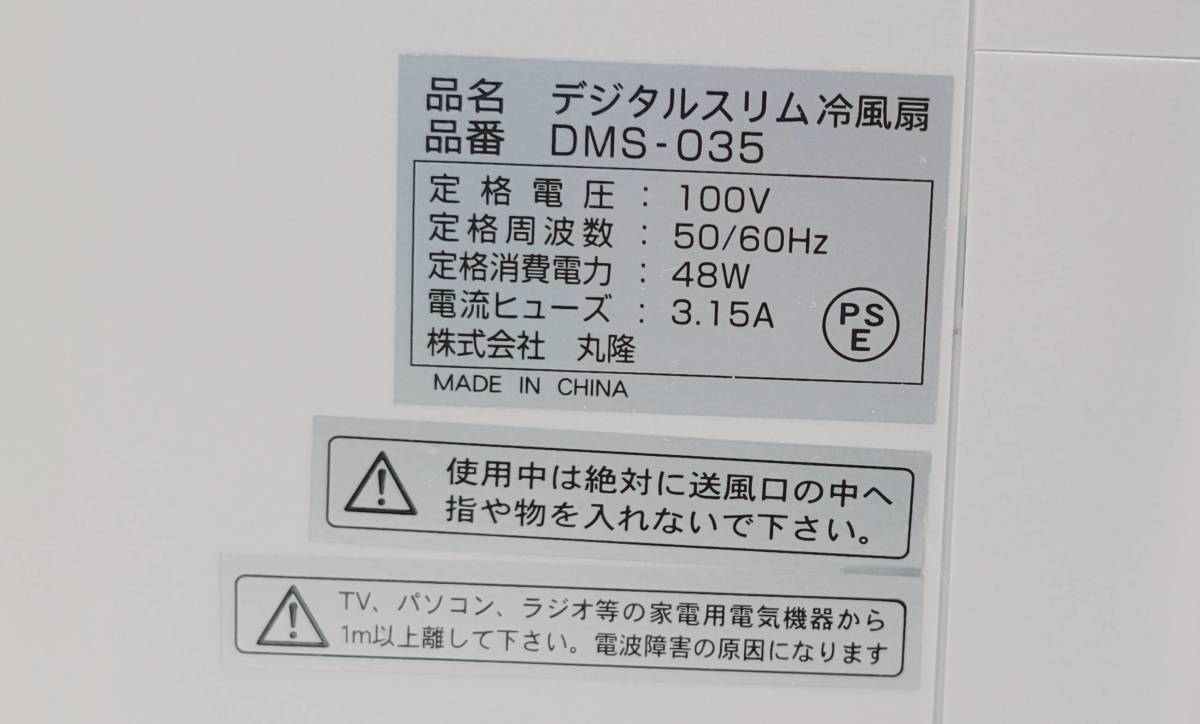 品名 デジタルスリム冷風扇
品番 DMS-035
定格電圧 : 100V
定格周波数 : 50/60Hz
定格消費電力 : 48W
電流ヒューズ : 3.15A
株式会社 丸隆
PS
E
MADE IN CHINA
使用中は絶対に送風口の中へ
指や物を入れないで下さい。
TV、パソコン、ラジオ等の家電用電気機器から
1m以上離して下さい。電波障害の原因になります